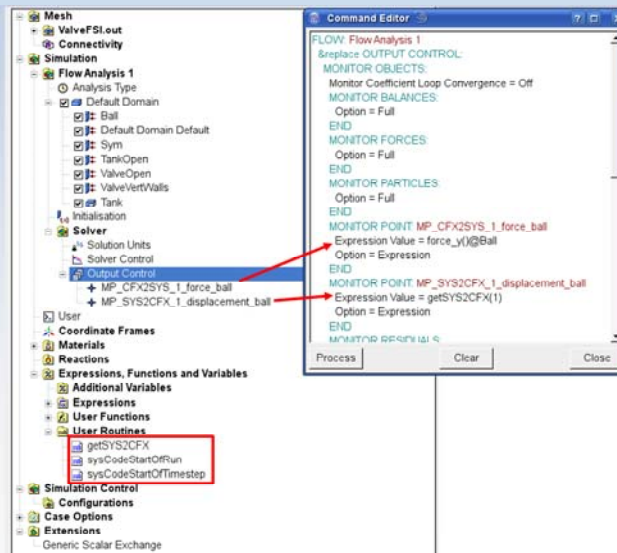 Mesh
ValveFSI.out
Connectivity
Simulation
Flow Analysis 1
Analysis Type
Default Domain
Ball
Default Domain Default
Sym
TankOpen
ValveOpen
ValveVertWalls
Tank
Initialisation
Solver
Solution Units
Solver Control
Output Control
MP_CFX2SYS_1_force_ball
MP_SYS2CFX_1_displacement_ball
User
Coordinate Frames
Materials
Reactions
Expressions, Functions and Variables
Additional Variables
Expressions
User Functions
User Routines
getSYS2CFX
sysCodeStartOfRun
sysCodeStartOfTimestep
Simulation Control
Configurations
Case Options
Extensions
Generic Scalar Exchange
Command Editor
FLOW: Flow Analysis 1
&replace OUTPUT CONTROL:
MONITOR OBJECTS:
Monitor Coefficient Loop Convergence = Off
MONITOR BALANCES:
Option = Full
END
MONITOR FORCES:
Option = Full
END
MONITOR PARTICLES:
Option = Full
END
MONITOR POINT: MP_CFX2SYS_1_force_ball
Expression Value = force_y()@Ball
Option = Expression
END
MONITOR POINT: MP_SYS2CFX_1_displacement_ball
Expression Value = getSYS2CFX(1)
Option = Expression
END
MONITOR RESIDUALS:
Process Clear Close